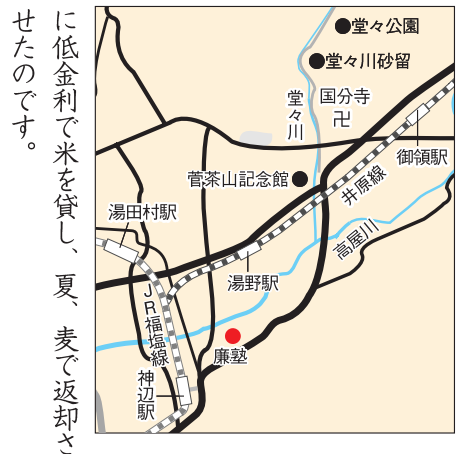 に低金利で米を貸し、夏、麦で返却さ
せたのです。
堂々公園
堂々川砂留
堂々川
国分寺
卍
御領駅
菅茶山記念館
井原線
湯田村駅
高屋川
湯野駅
JR福塩線
廉塾
神辺駅